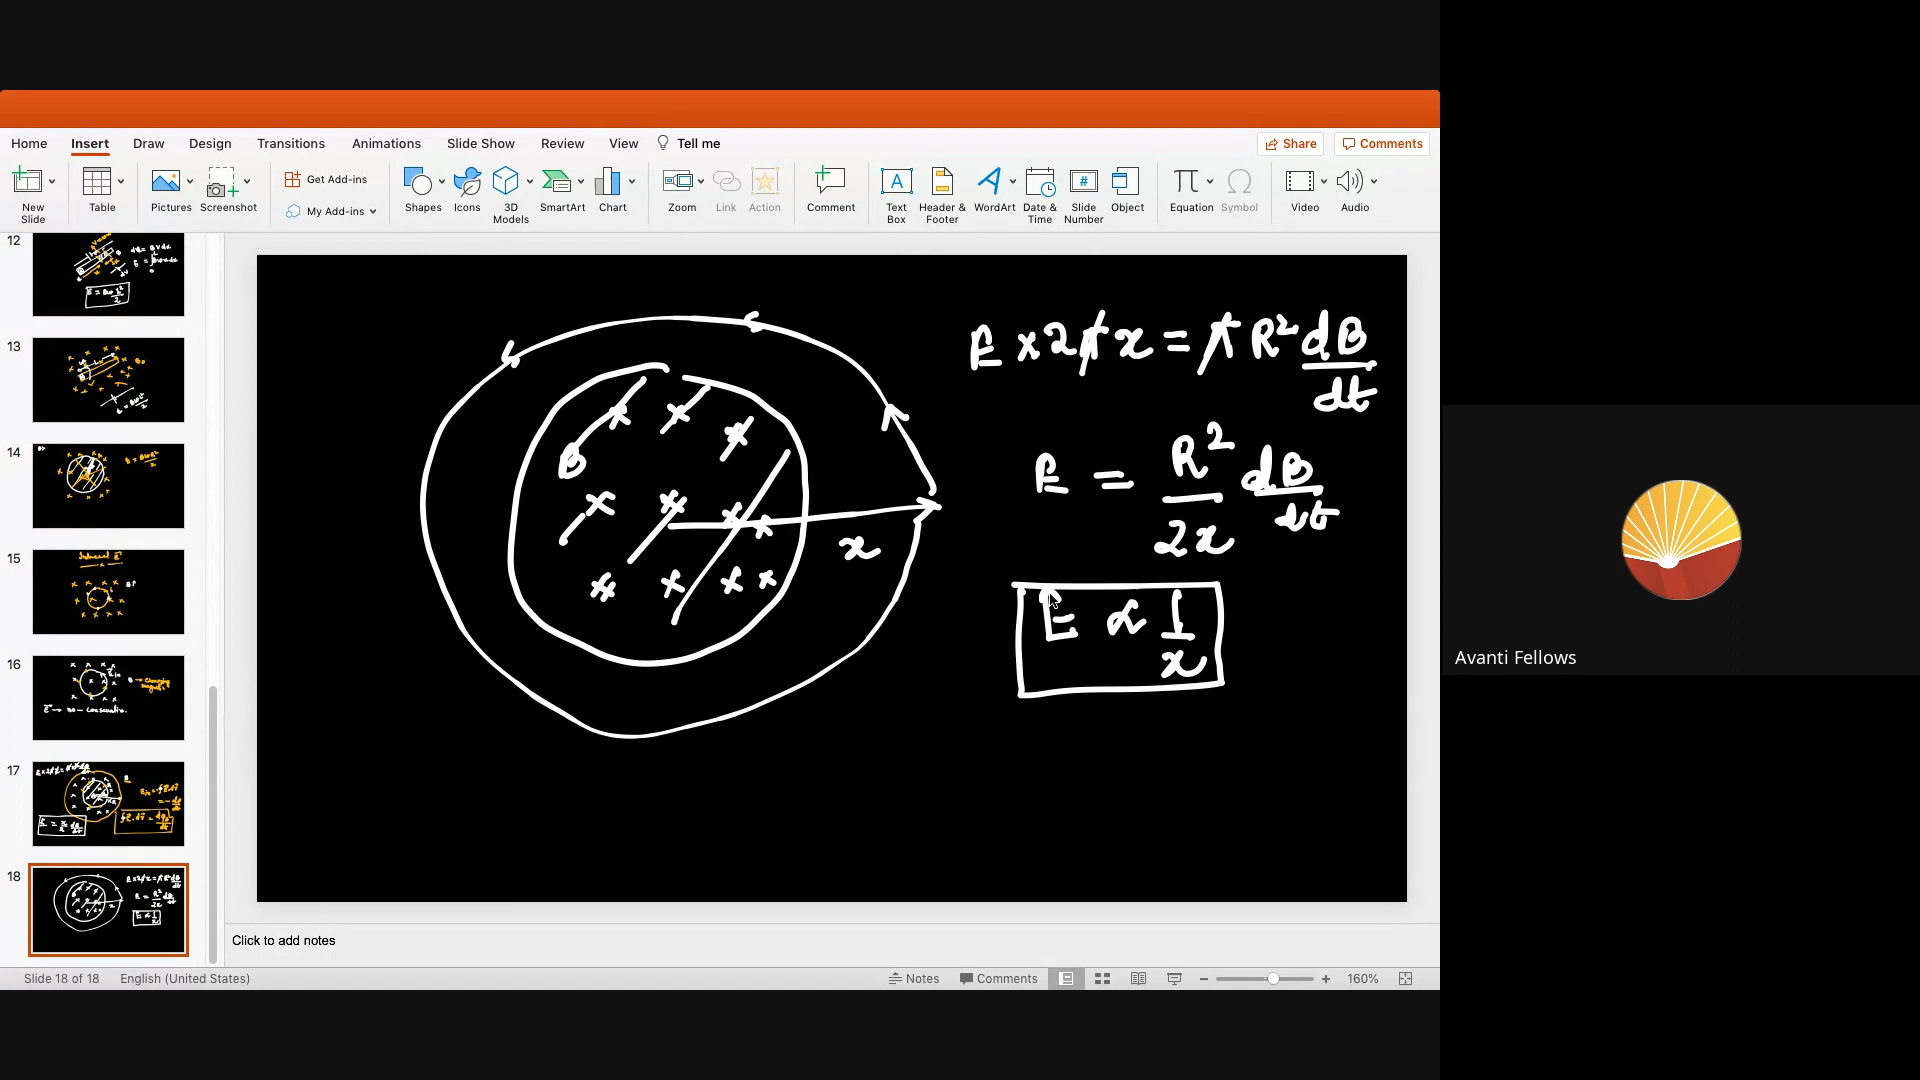 Home Insert Draw Design Transitions Animations Slide Show Review View Tell me Share Comments
New Slide Table Pictures Screenshot Get Add-ins My Add-ins Shapes Icons 3D Models SmartArt Chart Zoom Link Action Comment Text Box Header & Footer WordArt Date & Time Slide Number Object Equation Symbol Video Audio
12
13
14
15
16
17
18
E × 2πx = πR² dB/dt
B
E = R²/2x dB/dt
x
E ∝ 1/x
Avanti Fellows
Click to add notes
Slide 18 of 18 English (United States) Notes Comments 160%